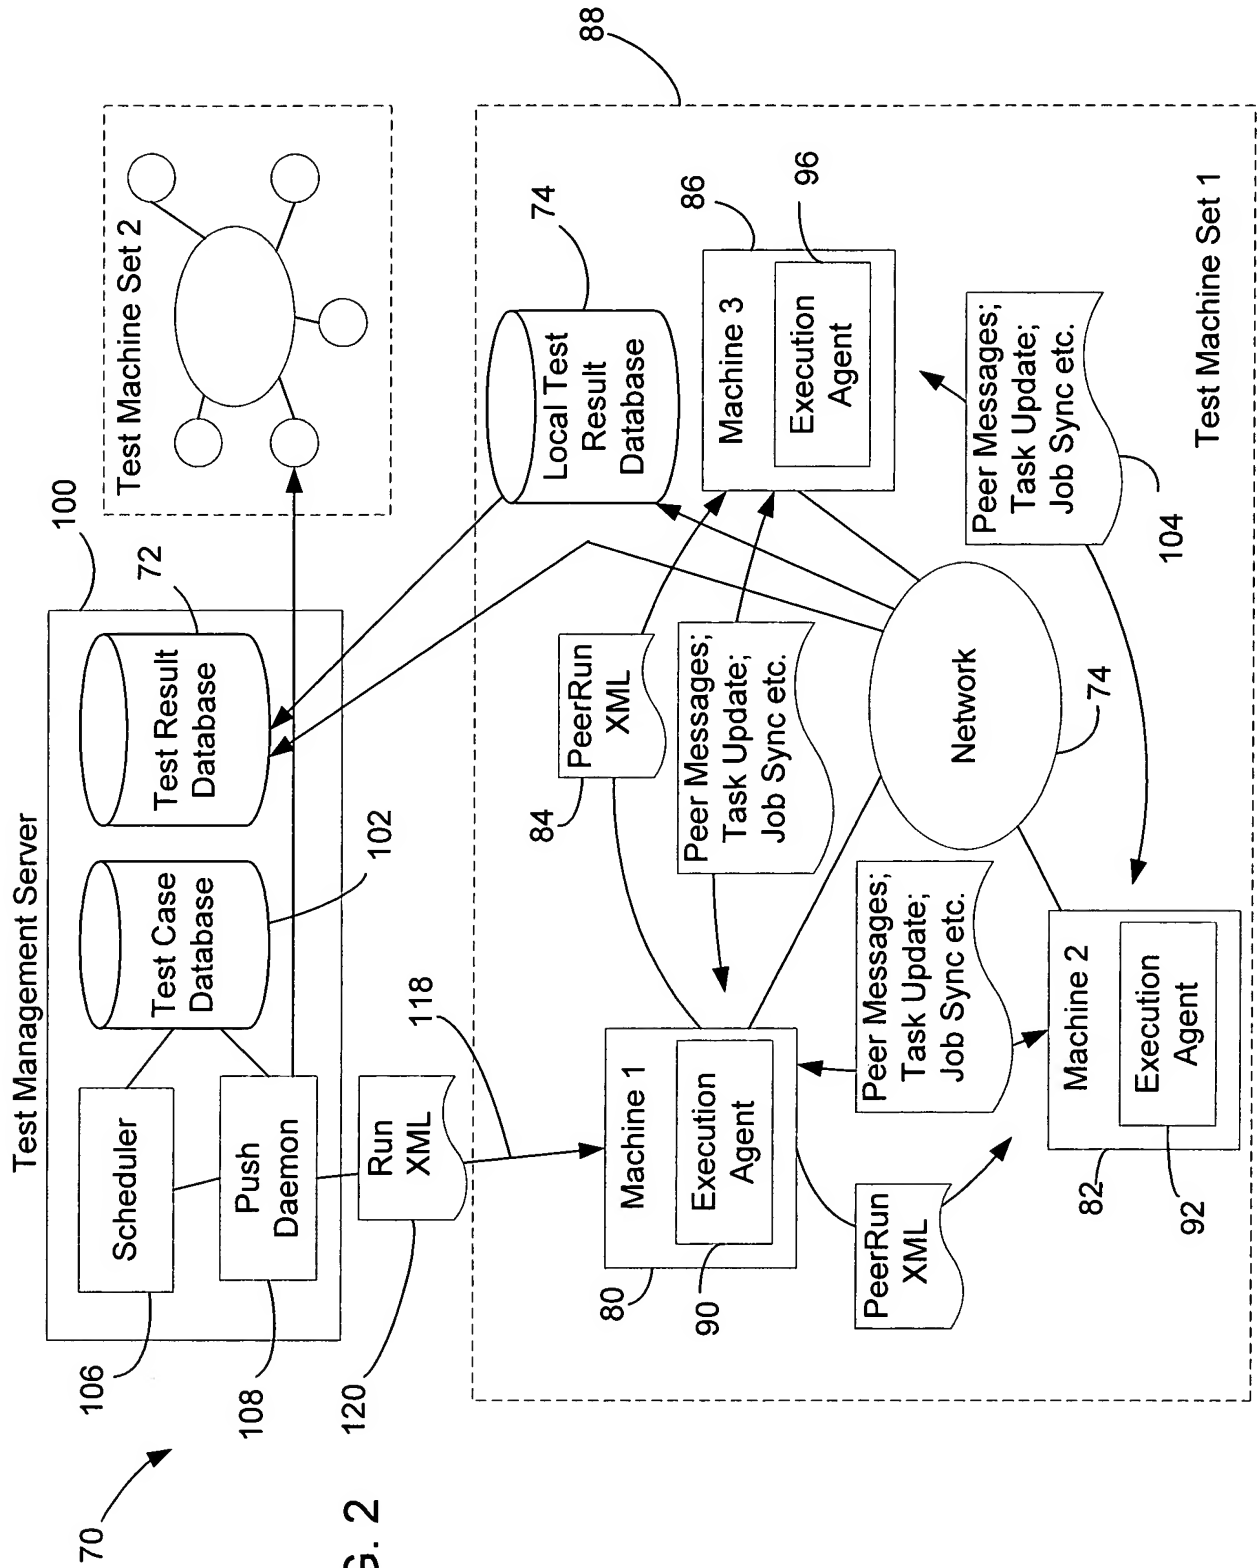 Test Management Server
100
Scheduler
Push
Daemon
Test Case
Database
Test Result
Database
72
102
106
108
70
Test Machine Set 2
Run
XML
120
118
88
Local Test
Result
Database
74
PeerRun
XML
84
Machine 3
Execution
Agent
86
96
Peer Messages;
Task Update;
Job Sync etc.
Machine 1
Execution
Agent
80
90
Network
74
Peer Messages;
Task Update;
Job Sync etc.
104
Peer Messages;
Task Update;
Job Sync etc.
PeerRun
XML
Machine 2
Execution
Agent
82
92
Test Machine Set 1
G. 2